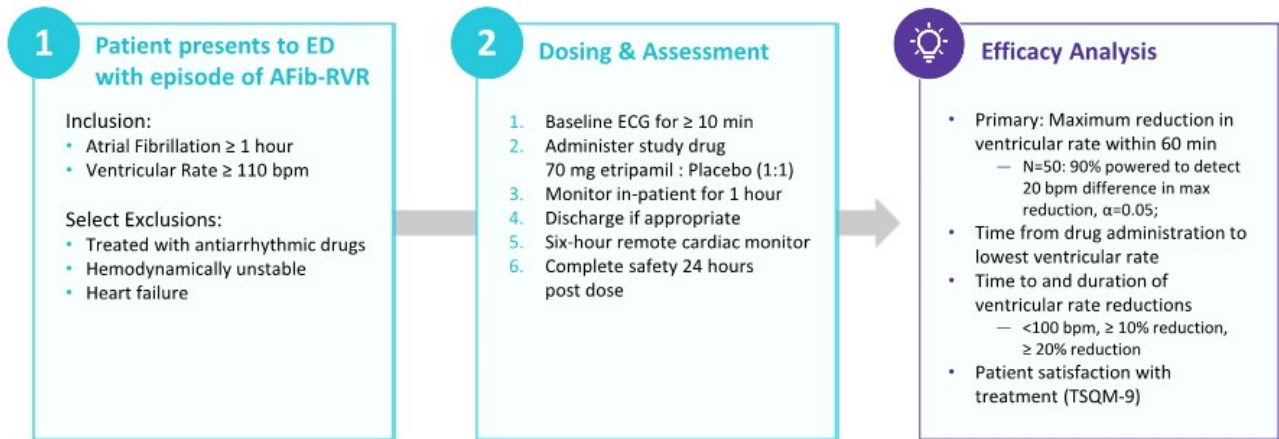 1
Patient presents to ED
with episode of AFib-RVR
Inclusion:
• Atrial Fibrillation ≥ 1 hour
• Ventricular Rate ≥ 110 bpm
Select Exclusions:
• Treated with antiarrhythmic drugs
• Hemodynamically unstable
• Heart failure
2
Dosing & Assessment
1. Baseline ECG for ≥ 10 min
2. Administer study drug
70 mg etripamil : Placebo (1:1)
3. Monitor in-patient for 1 hour
4. Discharge if appropriate
5. Six-hour remote cardiac monitor
6. Complete safety 24 hours
post dose
Efficacy Analysis
• Primary: Maximum reduction in
ventricular rate within 60 min
— N=50: 90% powered to detect
20 bpm difference in max
reduction, α=0.05;
• Time from drug administration to
lowest ventricular rate
• Time to and duration of
ventricular rate reductions
— <100 bpm, ≥ 10% reduction,
≥ 20% reduction
• Patient satisfaction with
treatment (TSQM-9)